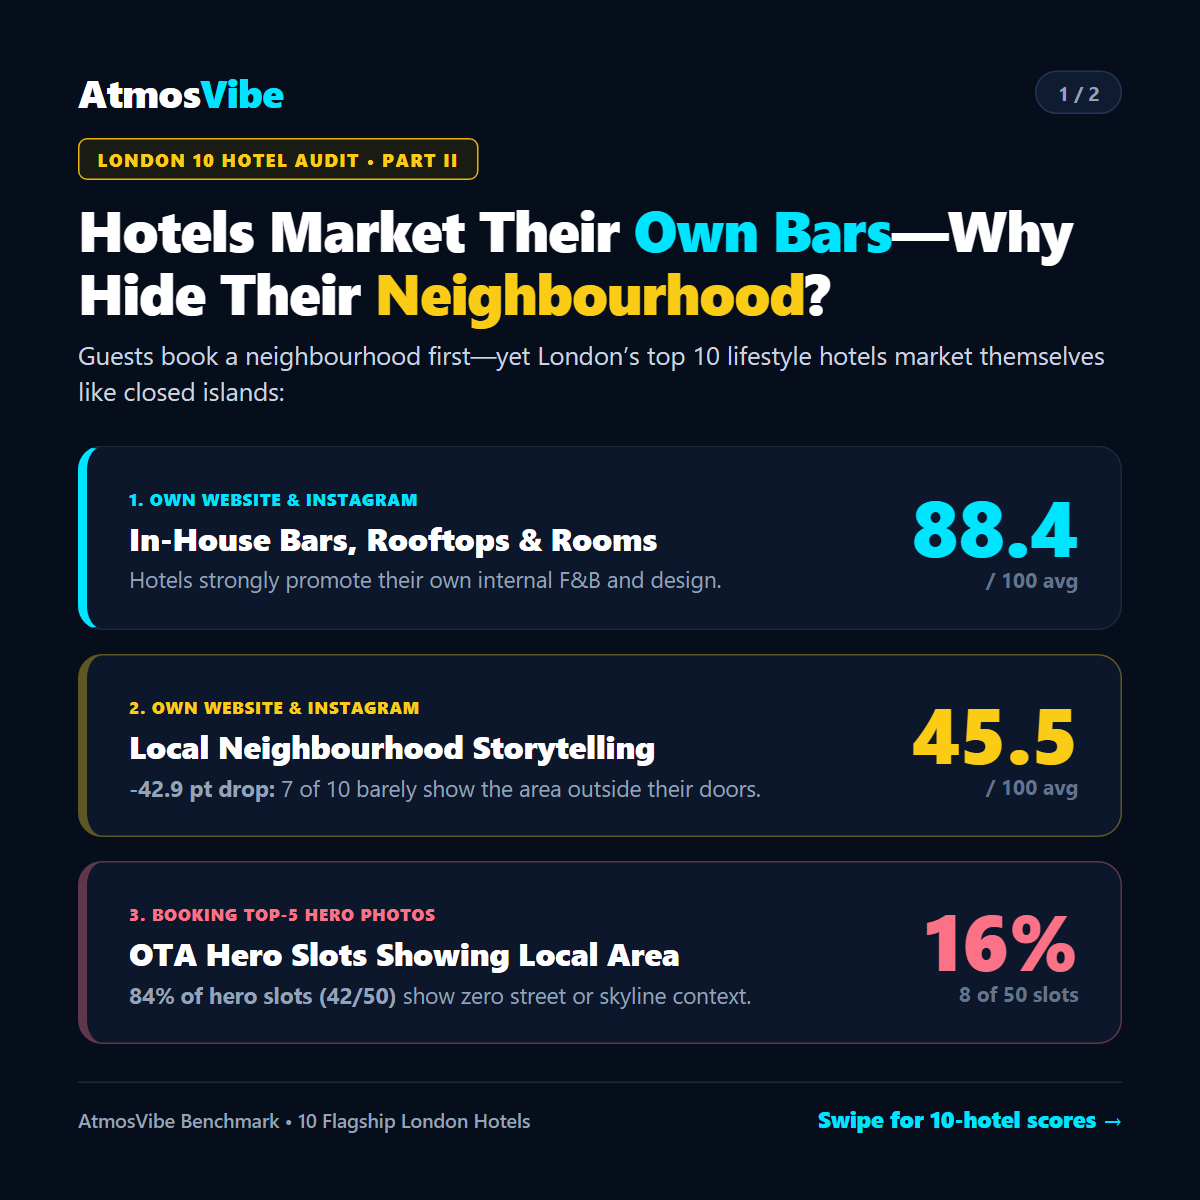 AtmosVibe
1 / 2
LONDON 10 HOTEL AUDIT • PART II
Hotels Market Their Own Bars—Why
Hide Their Neighbourhood?
Guests book a neighbourhood first—yet London’s top 10 lifestyle hotels market themselves
like closed islands:
1. OWN WEBSITE & INSTAGRAM
In-House Bars, Rooftops & Rooms
Hotels strongly promote their own internal F&B and design.
88.4
/ 100 avg
2. OWN WEBSITE & INSTAGRAM
Local Neighbourhood Storytelling
-42.9 pt drop: 7 of 10 barely show the area outside their doors.
45.5
/ 100 avg
3. BOOKING TOP-5 HERO PHOTOS
OTA Hero Slots Showing Local Area
84% of hero slots (42/50) show zero street or skyline context.
16%
8 of 50 slots
AtmosVibe Benchmark • 10 Flagship London Hotels
Swipe for 10-hotel scores →